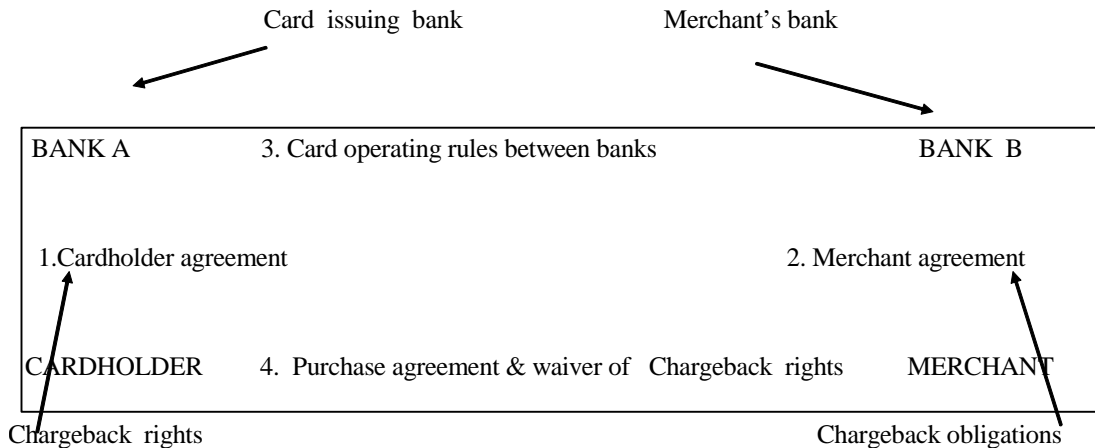 Card issuing bank Merchant's bank
BANK A 3. Card operating rules between banks BANK B
1.Cardholder agreement 2. Merchant agreement
CARDHOLDER 4. Purchase agreement & waiver of Chargeback rights MERCHANT
Chargeback rights Chargeback obligations